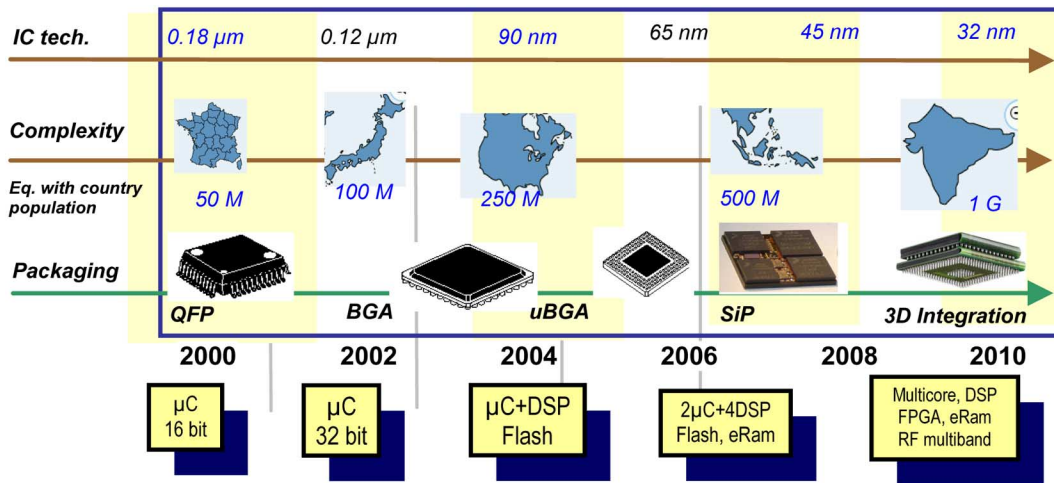 IC tech.
0.18 µm
0.12 µm
90 nm
65 nm
45 nm
32 nm
Complexity
Eq. with country
population
50 M
100 M
250 M
500 M
1 G
Packaging
QFP
BGA
uBGA
SiP
3D Integration
2000
2002
2004
2006
2008
2010
µC
16 bit
µC
32 bit
µC+DSP
Flash
2µC+4DSP
Flash, eRam
Multicore, DSP
FPGA, eRam
RF multiband